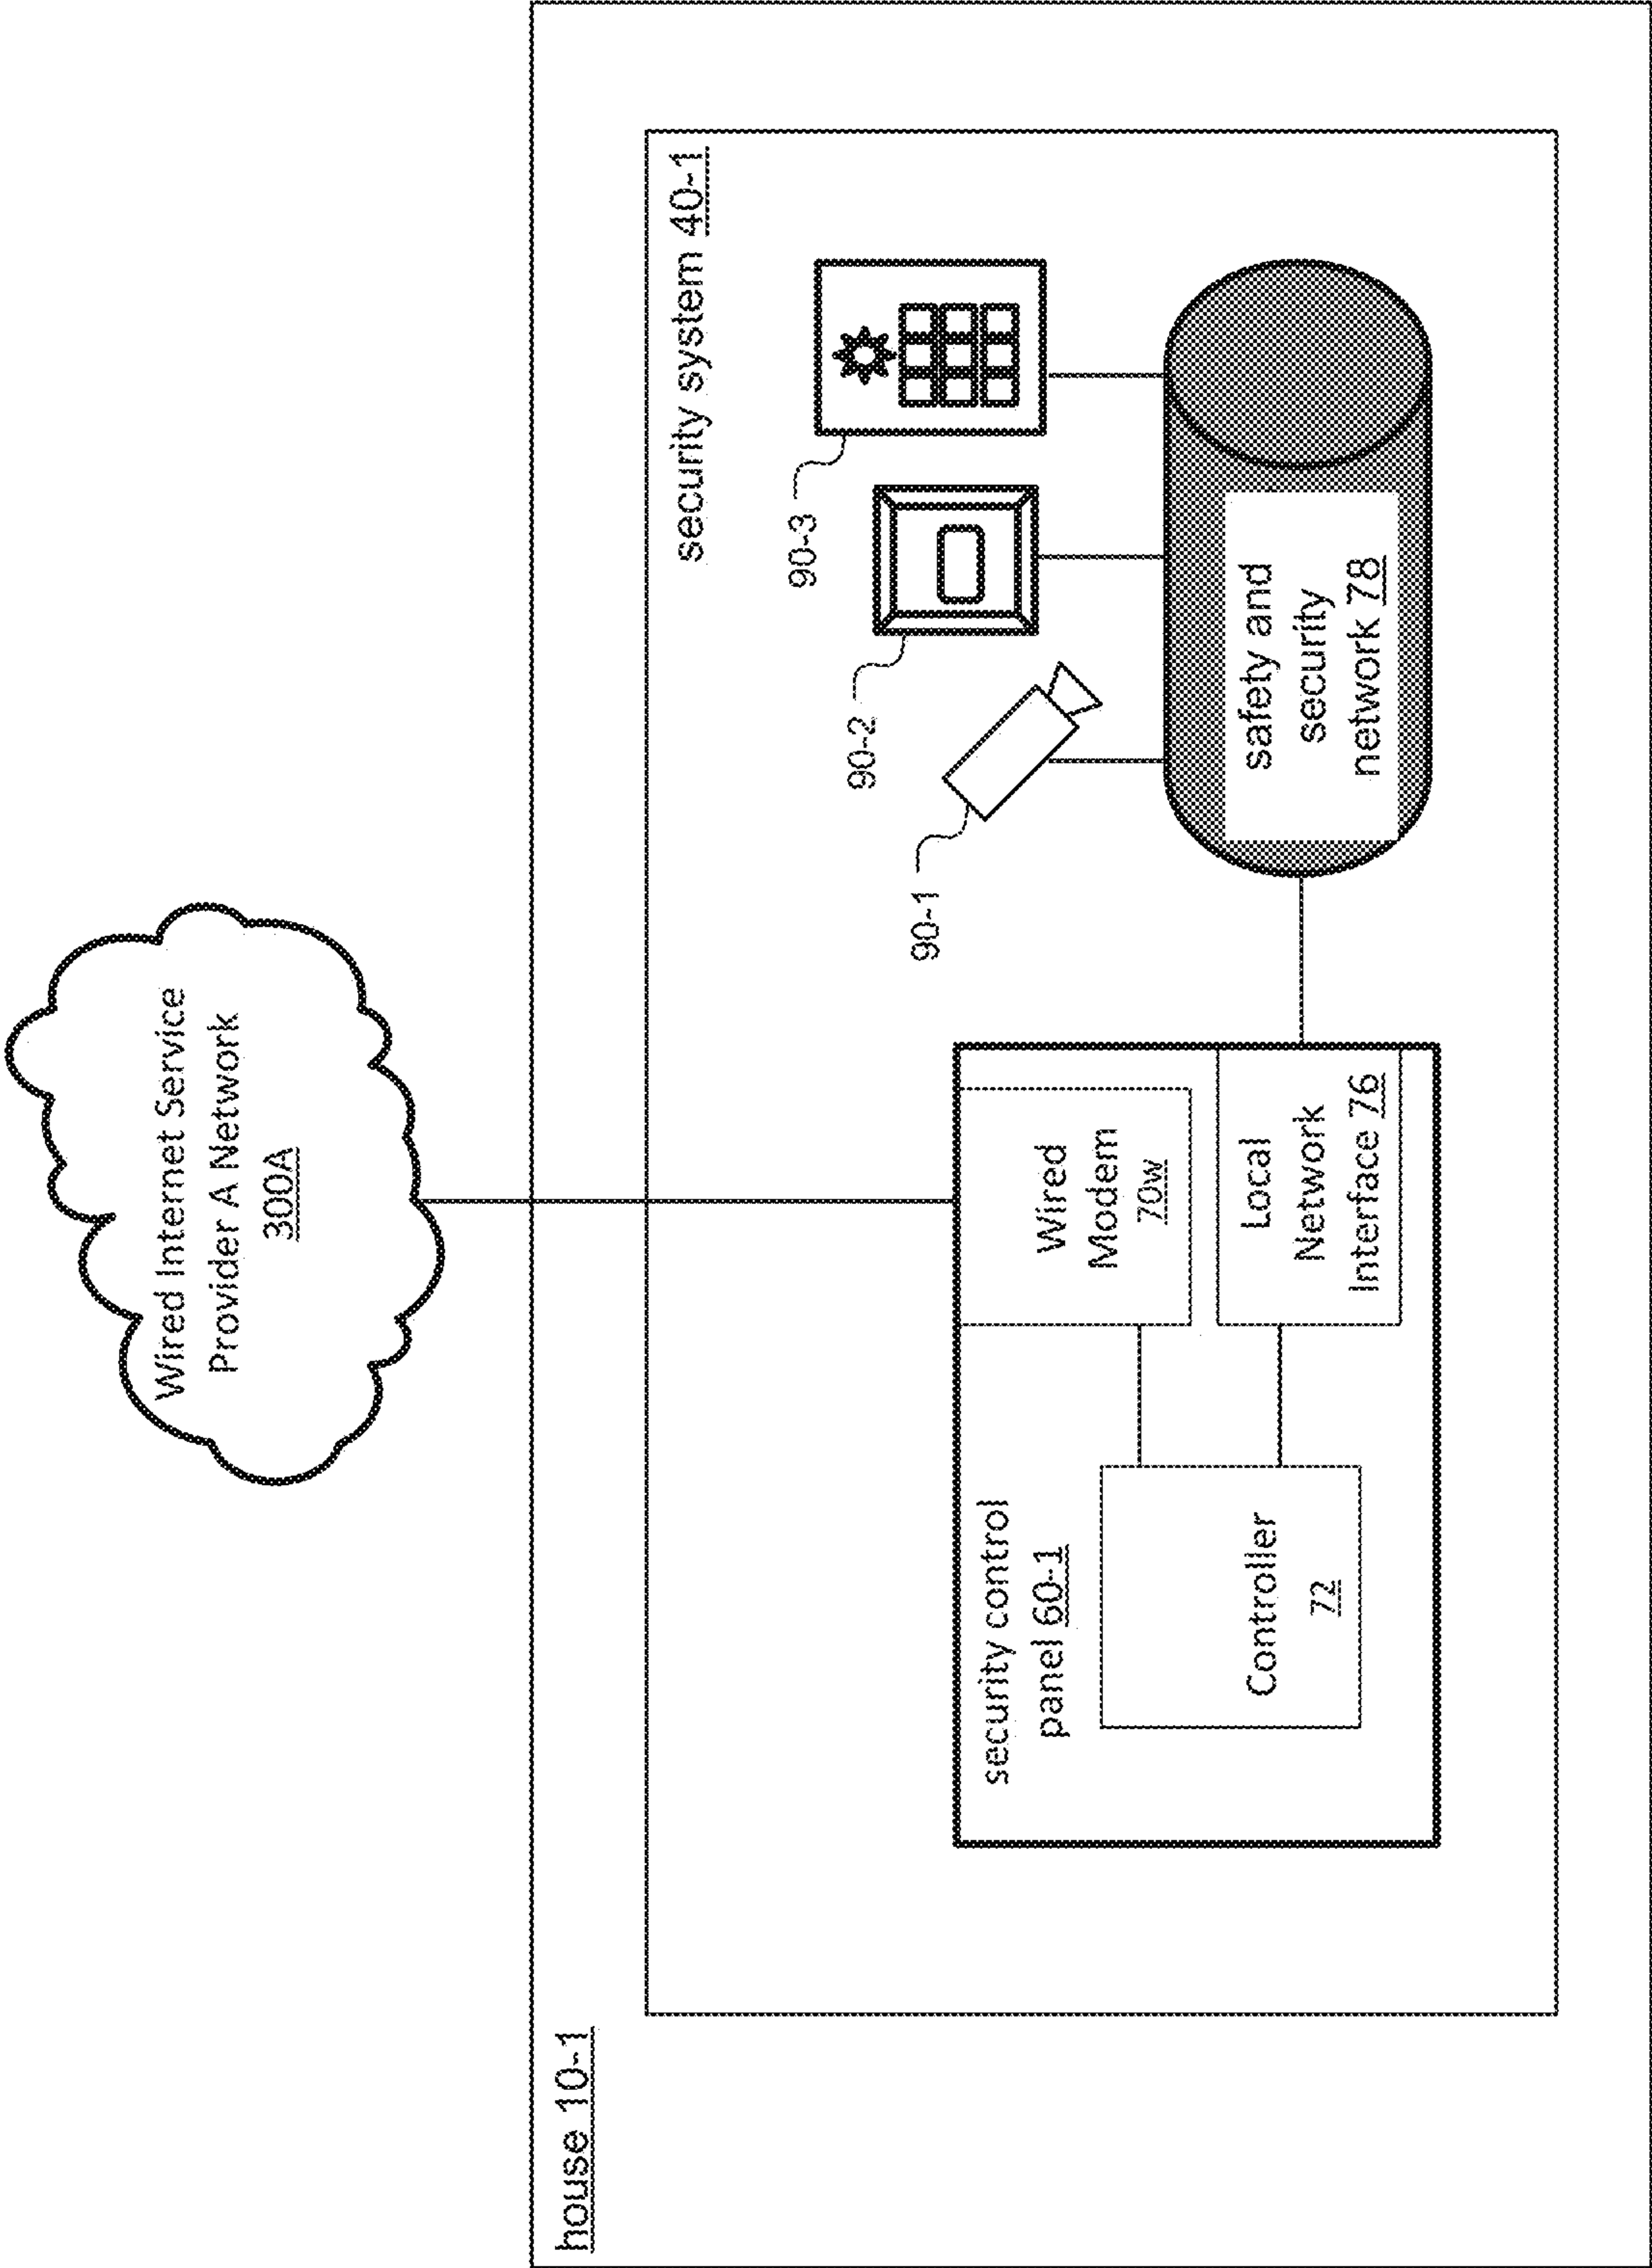 Wired Internet Service
Provider A Network
300A
house 10-1
security system 40-1
90-3
90-2
90-1
security control
panel 60-1
Wired
Modem
70w
Controller
72
Local
Network
Interface 76
safety and
security
network 78